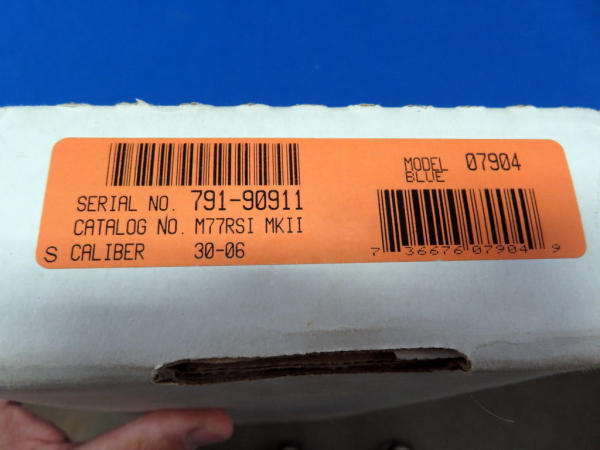 SERIAL NO. 791-90911
CATALOG NO. M77RSI MKII
S CALIBER 30-06
MODEL 07904
BLUE
7 36676 07904 9